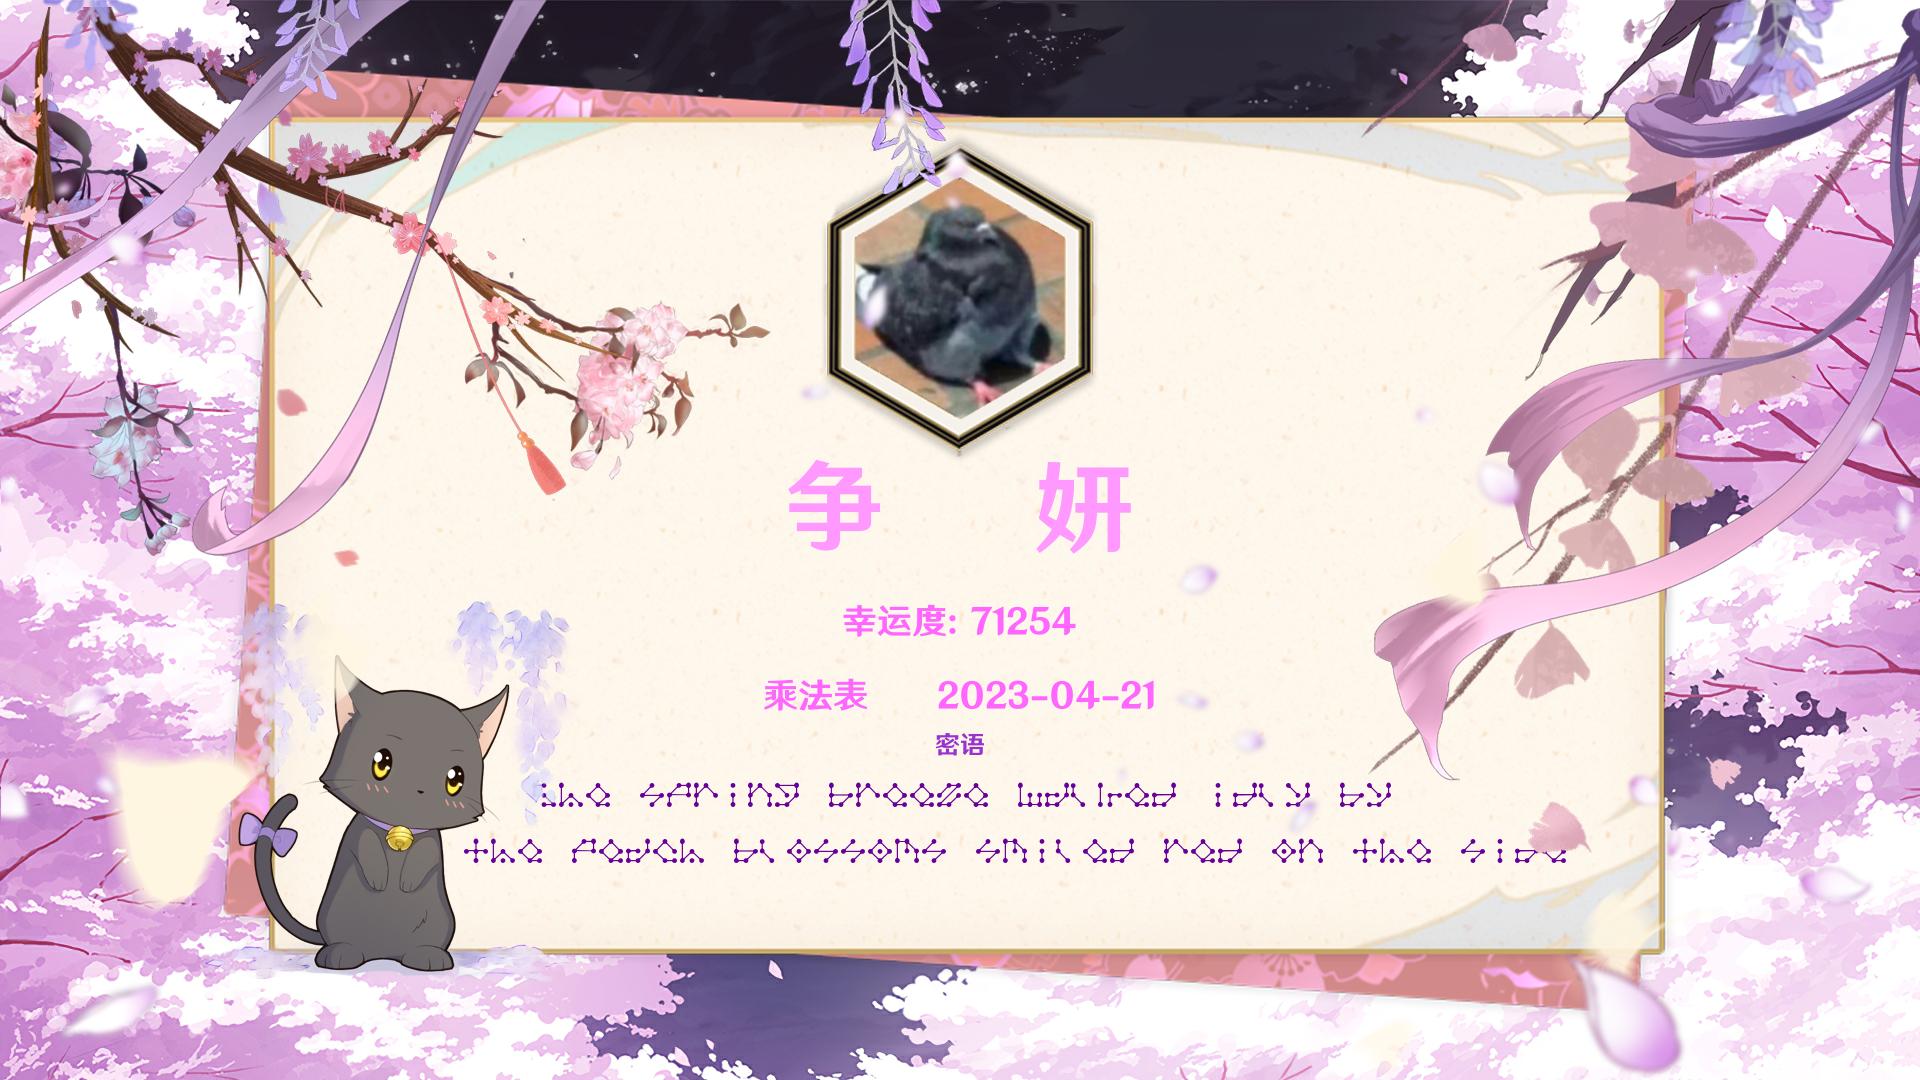 争 妍
幸运度: 71254
乘法表 2023-04-21
密语
The spring breeze walked idly by
the peach blossoms smiled red on the side